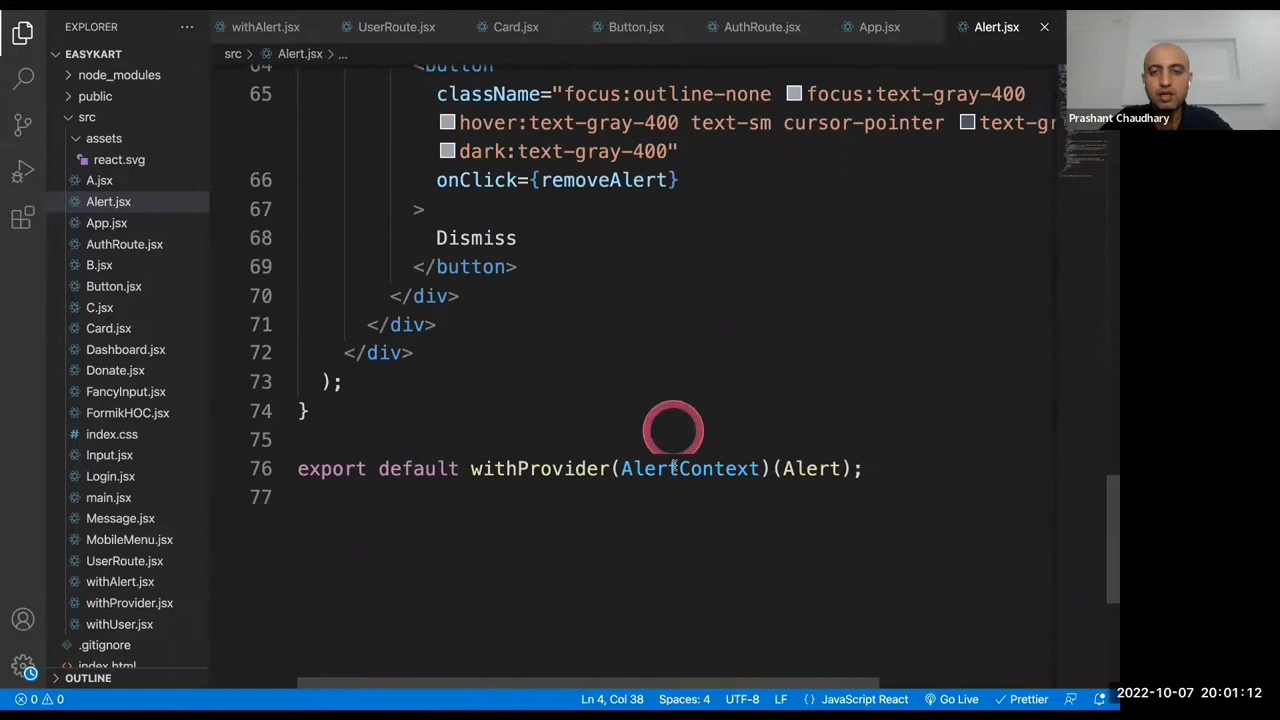 EXPLORER
withAlert.jsx
UserRoute.jsx
Card.jsx
Button.jsx
AuthRoute.jsx
App.jsx
Alert.jsx
EASYKART
node_modules
public
src
assets
react.svg
A.jsx
Alert.jsx
App.jsx
AuthRoute.jsx
B.jsx
Button.jsx
C.jsx
Card.jsx
Dashboard.jsx
Donate.jsx
FancyInput.jsx
FormikHOC.jsx
index.css
Input.jsx
Login.jsx
main.jsx
Message.jsx
MobileMenu.jsx
UserRoute.jsx
withAlert.jsx
withProvider.jsx
withUser.jsx
.gitignore
index.html
OUTLINE
src > Alert.jsx > ...
64 <button
65 className="focus:outline-none focus:text-gray-400
hover:text-gray-400 text-sm cursor-pointer text-gr
dark:text-gray-400"
66 onClick={removeAlert}
67 >
68 Dismiss
69 </button>
70 </div>
71 </div>
72 </div>
73 );
74 }
75
76 export default withProvider(AlertContext)(Alert);
77
Prashant Chaudhary
0 0
Ln 4, Col 38
Spaces: 4
UTF-8
LF
{ } JavaScript React
Go Live
Prettier
2022-10-07 20:01:12